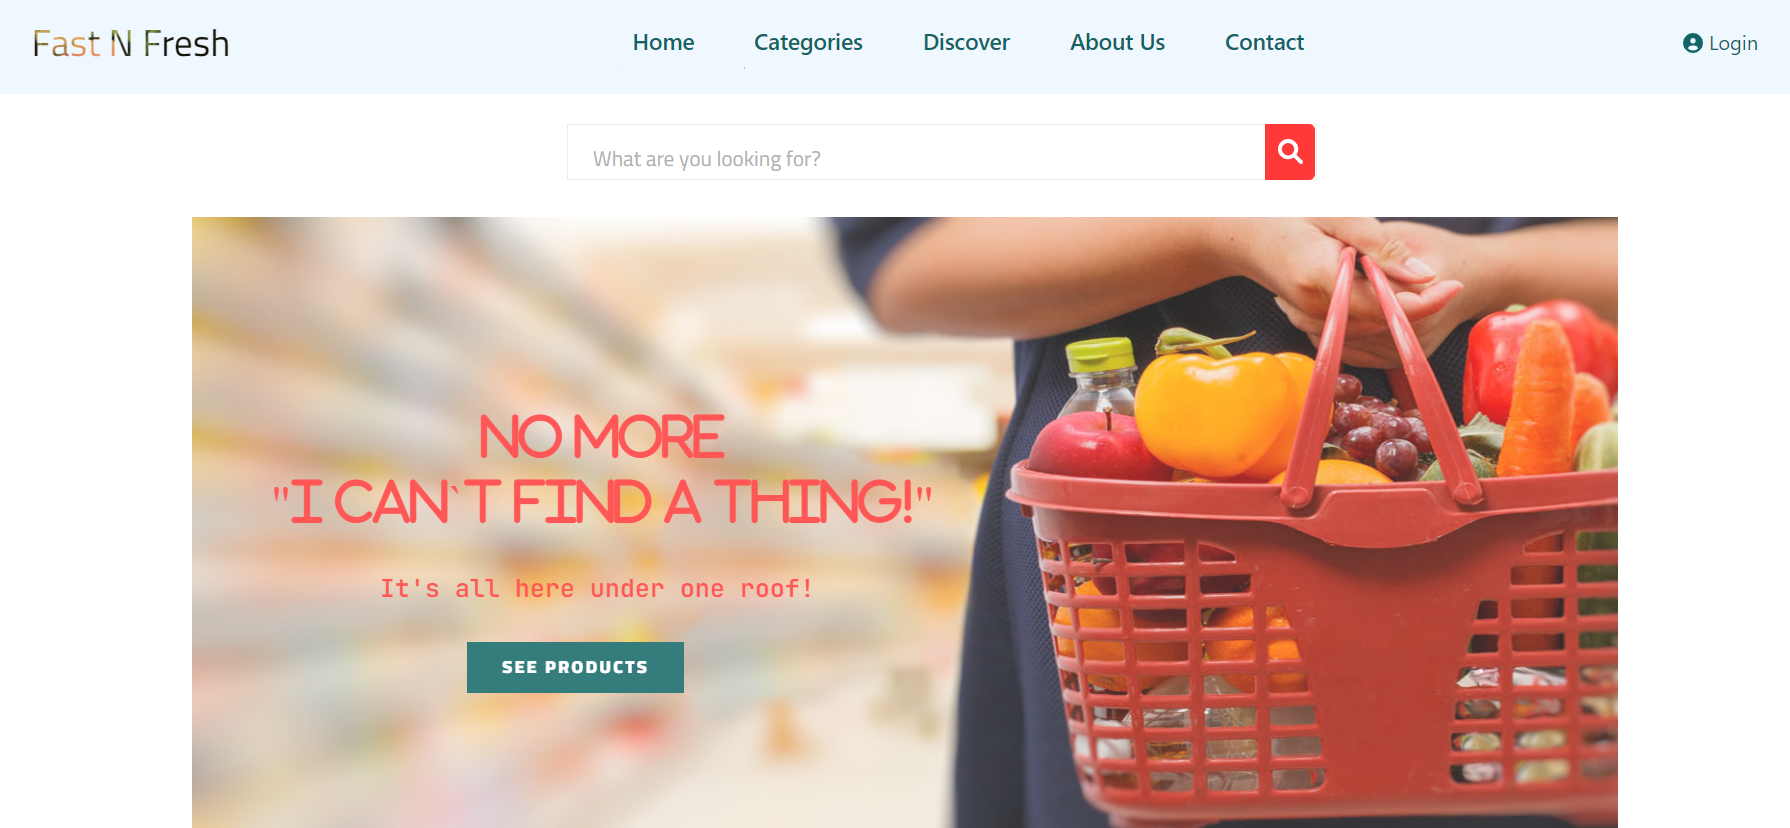 Fast N Fresh
Home Categories Discover About Us Contact
Login
What are you looking for?
NO MORE
"I CAN`T FIND A THING!"
It's all here under one roof!
SEE PRODUCTS